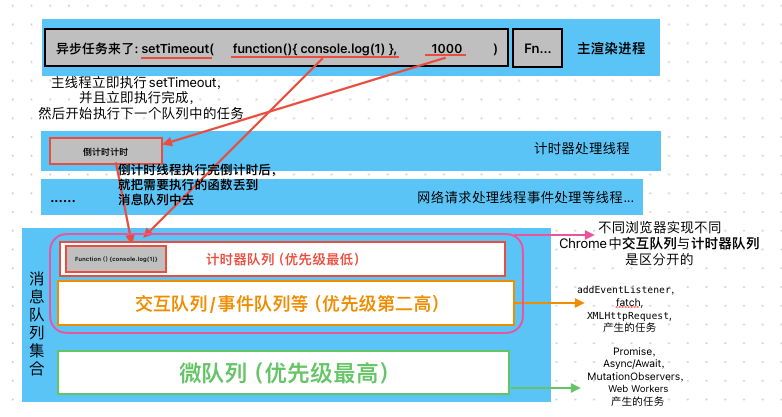 异步任务来了: setTimeout( function(){ console.log(1) }, 1000 )
Fn...
主渲染进程
主线程立即执行 setTimeout,
并且立即执行完成,
然后开始执行下一个队列中的任务
倒计时计时
计时器处理线程
倒计时线程执行完倒计时后,
就把需要执行的函数丢到
消息队列中去
......
网络请求处理线程事件处理等线程...
不同浏览器实现不同
Chrome中交互队列与计时器队列
是区分开的
消息队列集合
Function () {console.log(1)}
计时器队列 (优先级最低)
交互队列/事件队列等 (优先级第二高)
addEventListener,
fatch,
XMLHttpRequest,
产生的任务
微队列 (优先级最高)
Promise,
Async/Await,
MutationObservers,
Web Workers
产生的任务